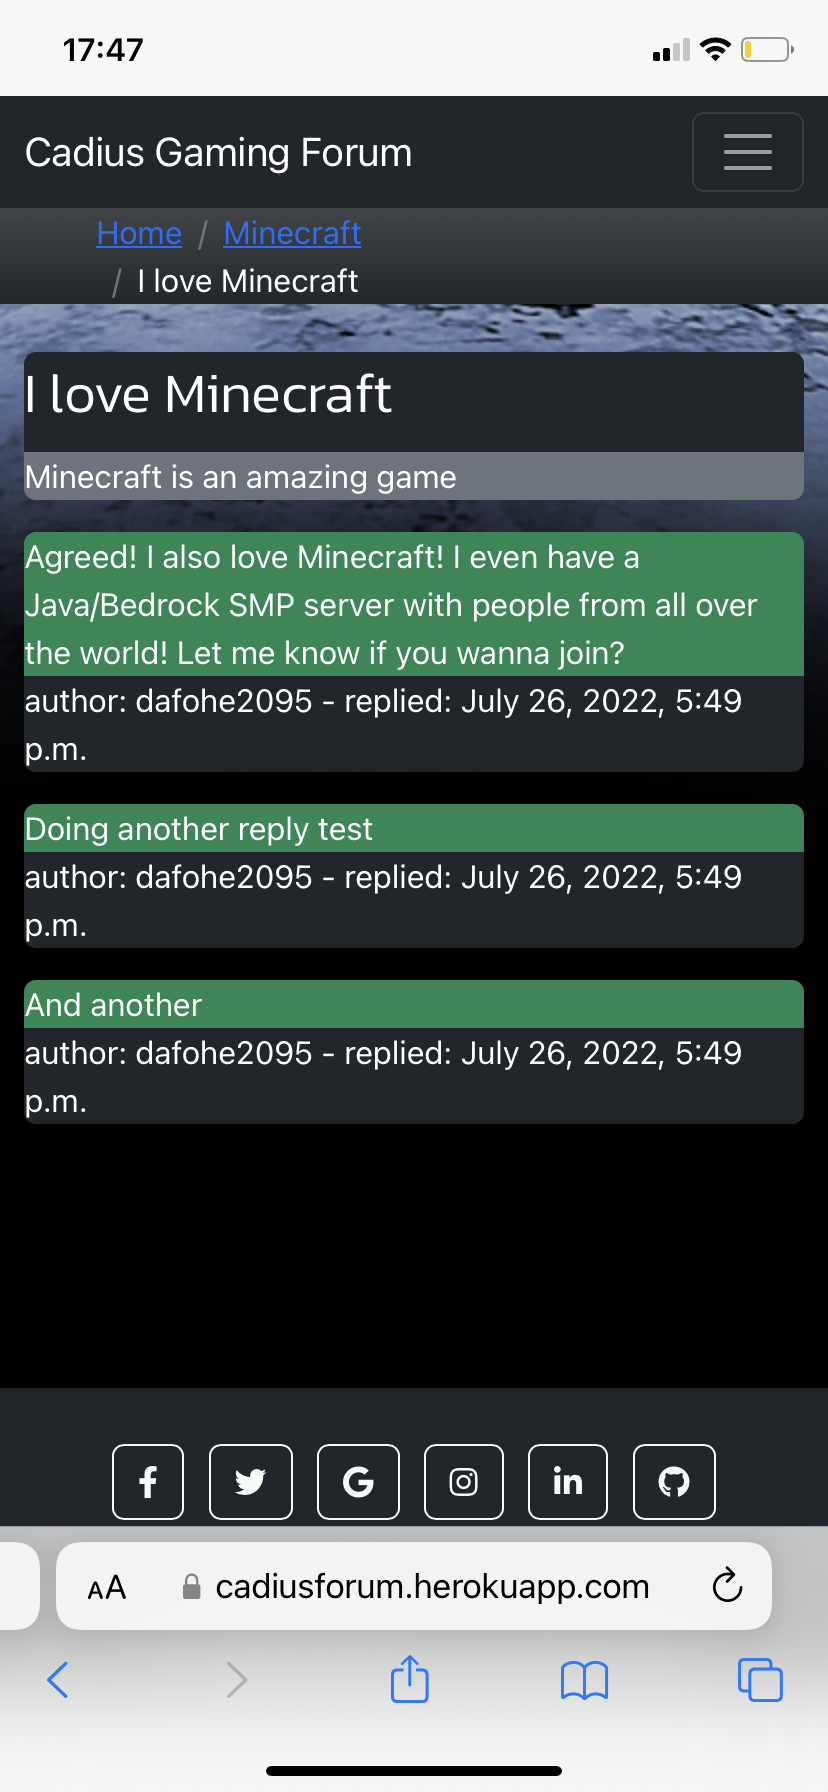 17:47
Cadius Gaming Forum
Home / Minecraft
/ I love Minecraft
I love Minecraft
Minecraft is an amazing game
Agreed! I also love Minecraft! I even have a
Java/Bedrock SMP server with people from all over
the world! Let me know if you wanna join?
author: dafohe2095 - replied: July 26, 2022, 5:49
p.m.
Doing another reply test
author: dafohe2095 - replied: July 26, 2022, 5:49
p.m.
And another
author: dafohe2095 - replied: July 26, 2022, 5:49
p.m.
AA cadiusforum.herokuapp.com